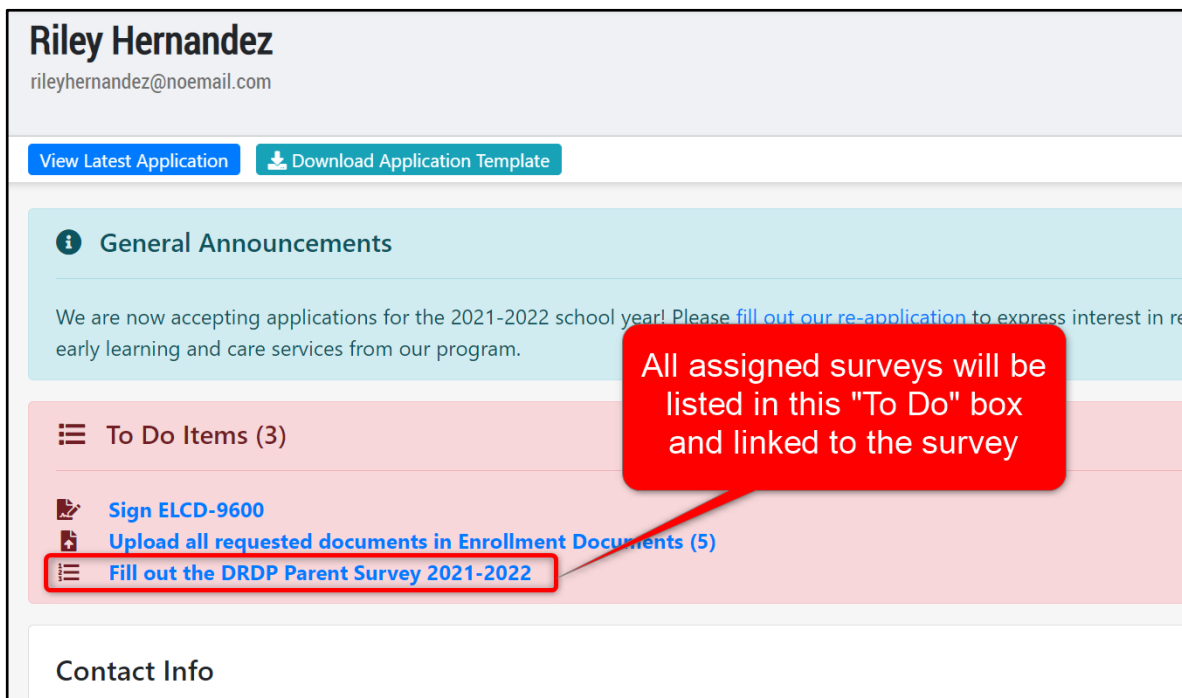 Riley Hernandez
rileyhernandez@noemail.com
View Latest Application
Download Application Template
General Announcements
We are now accepting applications for the 2021-2022 school year! Please fill out our re-application to express interest in re
early learning and care services from our program.
All assigned surveys will be
listed in this "To Do" box
and linked to the survey
To Do Items (3)
Sign ELCD-9600
Upload all requested documents in Enrollment Documents (5)
Fill out the DRDP Parent Survey 2021-2022
Contact Info